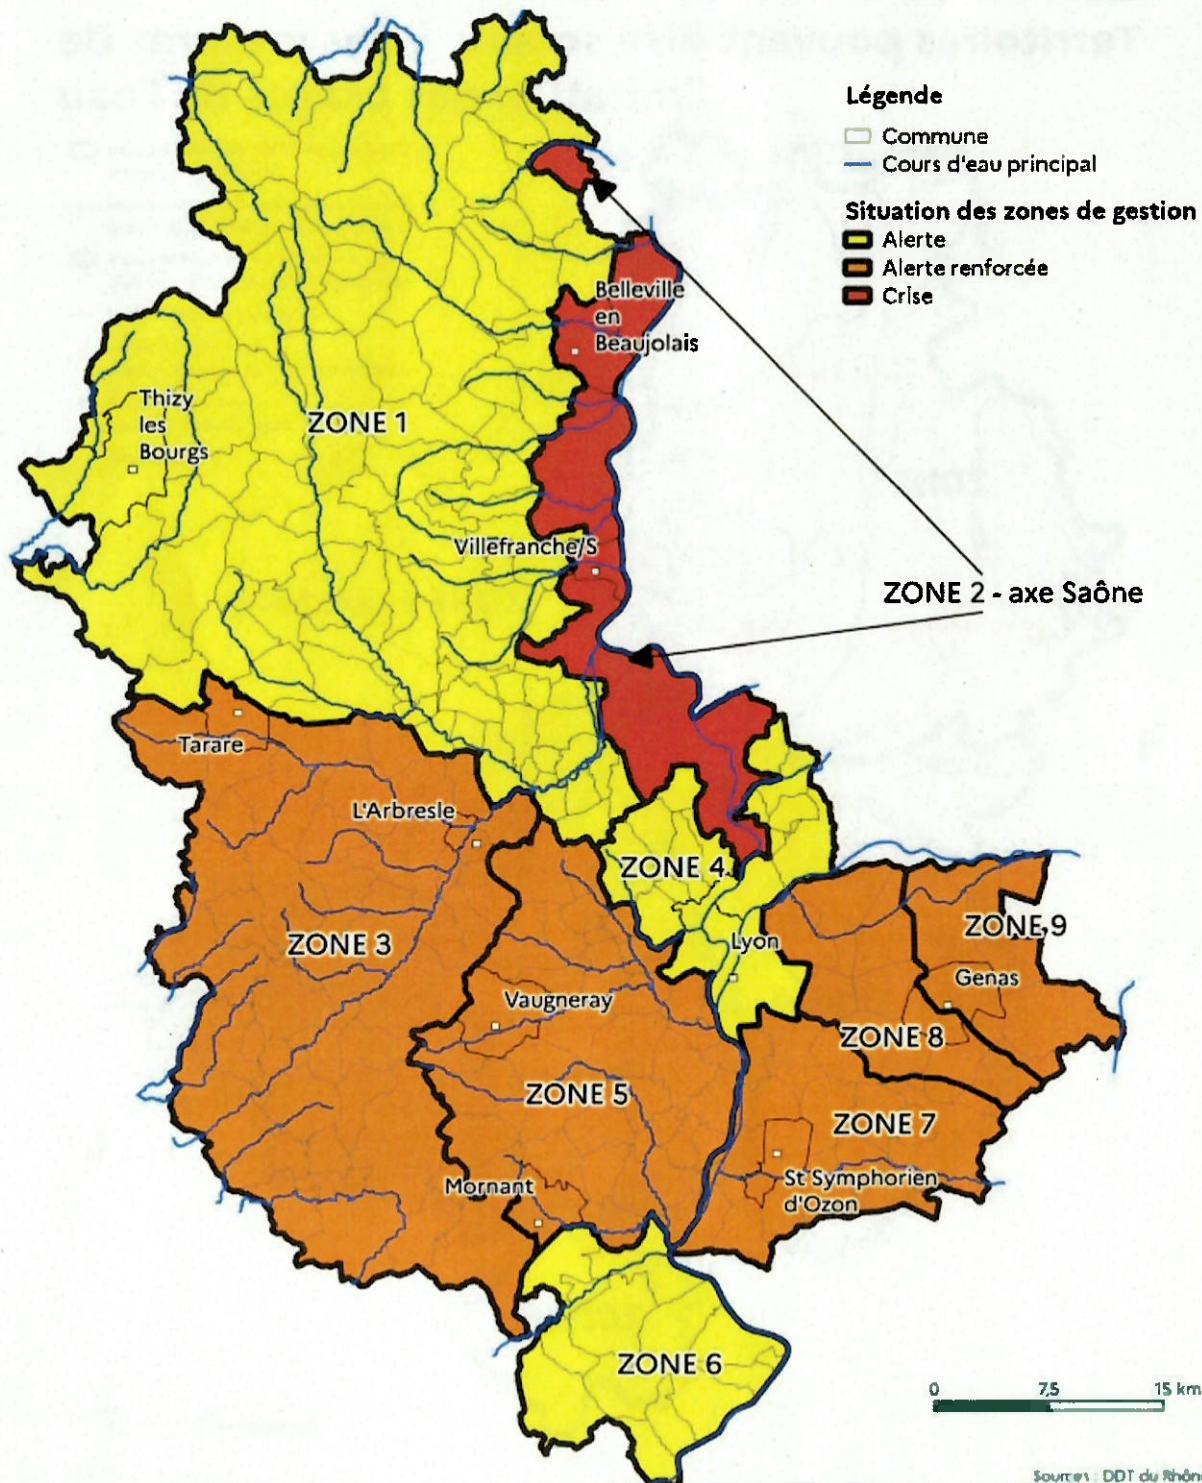 Légende
Commune
Cours d'eau principal
Situation des zones de gestion
Alerte
Alerte renforcée
Crise
Belleville
en
Beaujolais
Thizy
les
Bourgs
ZONE 1
Villefranche/S
ZONE 2 - axe Saône
Tarare
L'Arbresle
ZONE 4
ZONE 3
Lyon
ZONE 9
Genas
Vaugneray
ZONE 8
ZONE 5
ZONE 7
Mornant
St Symphorien
d'Ozon
ZONE 6
0 7,5 15 km
Sources : DDT du Rhôn